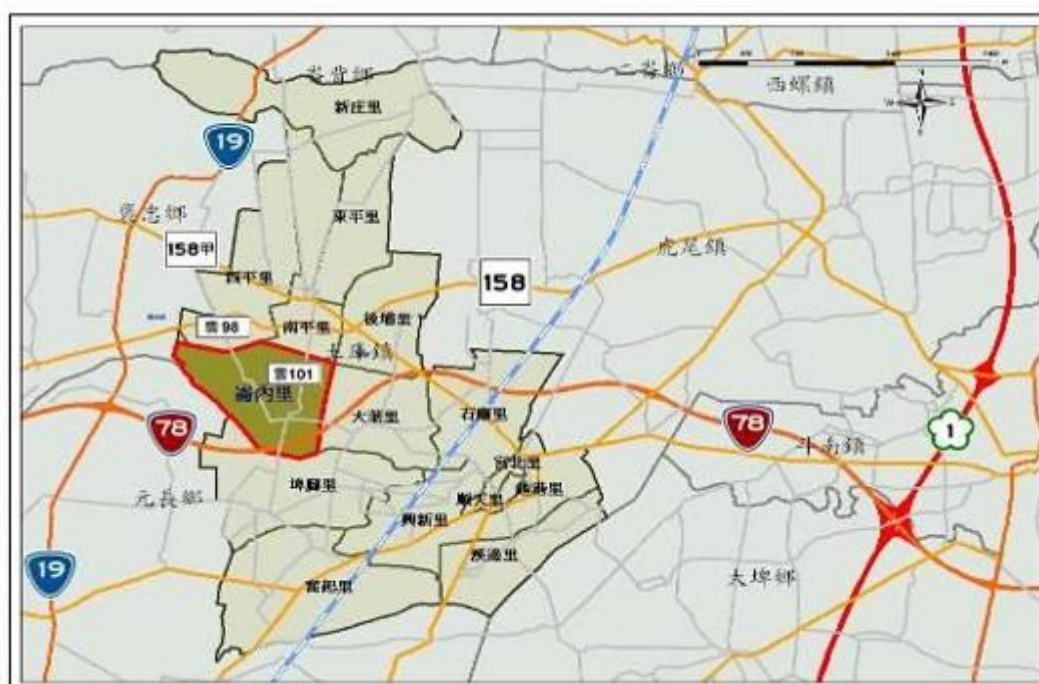 崙背鄉
二崙鄉
西螺鎮
N
W
E
S
新庄里
19
褒忠鄉
東平里
虎尾鎮
158甲
158
西平里
雲98
南平里
後埔里
土庫鎮
雲101
崙內里
大荖里
石廟里
78
78
1
斗南鎮
宮北里
埤腳里
元長鄉
順天里
忠正里
興新里
溪邊里
19
奮起里
大埤鄉